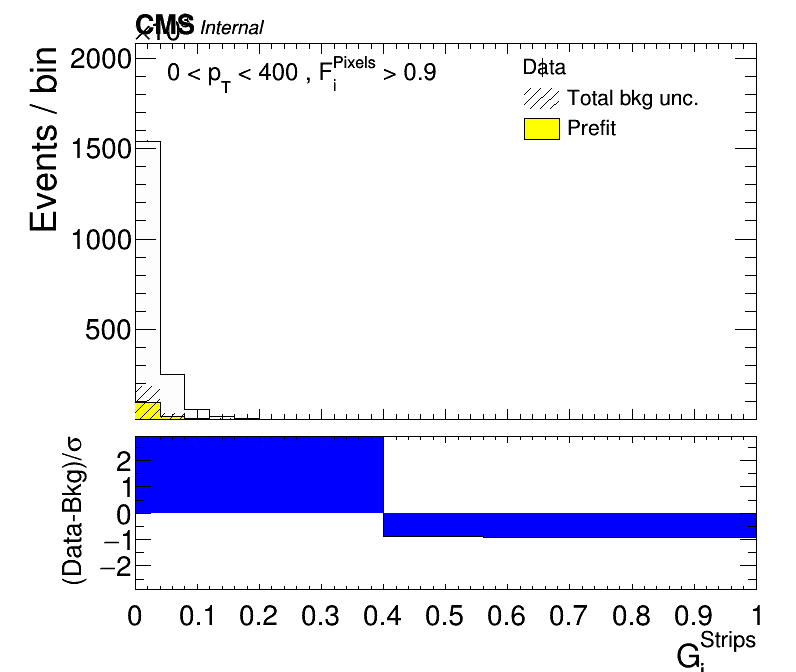 CMS Internal
×10
Events / bin
2000
1500
1000
500
0 < p_T < 400 , F_i^Pixels > 0.9
Data
Total bkg unc.
Prefit
(Data-Bkg)/σ
2
1
0
−1
−2
0 0.1 0.2 0.3 0.4 0.5 0.6 0.7 0.8 0.9 1
G_i^Strips